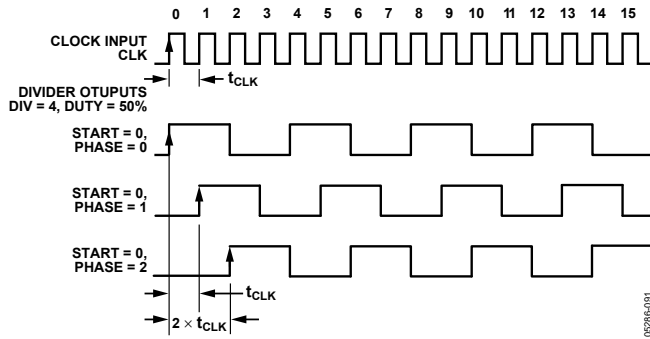 0 1 2 3 4 5 6 7 8 9 10 11 12 13 14 15
CLOCK INPUT
CLK
tCLK
DIVIDER OTUPUTS
DIV = 4, DUTY = 50%
START = 0,
PHASE = 0
START = 0,
PHASE = 1
START = 0,
PHASE = 2
tCLK
2 × tCLK
05286-091